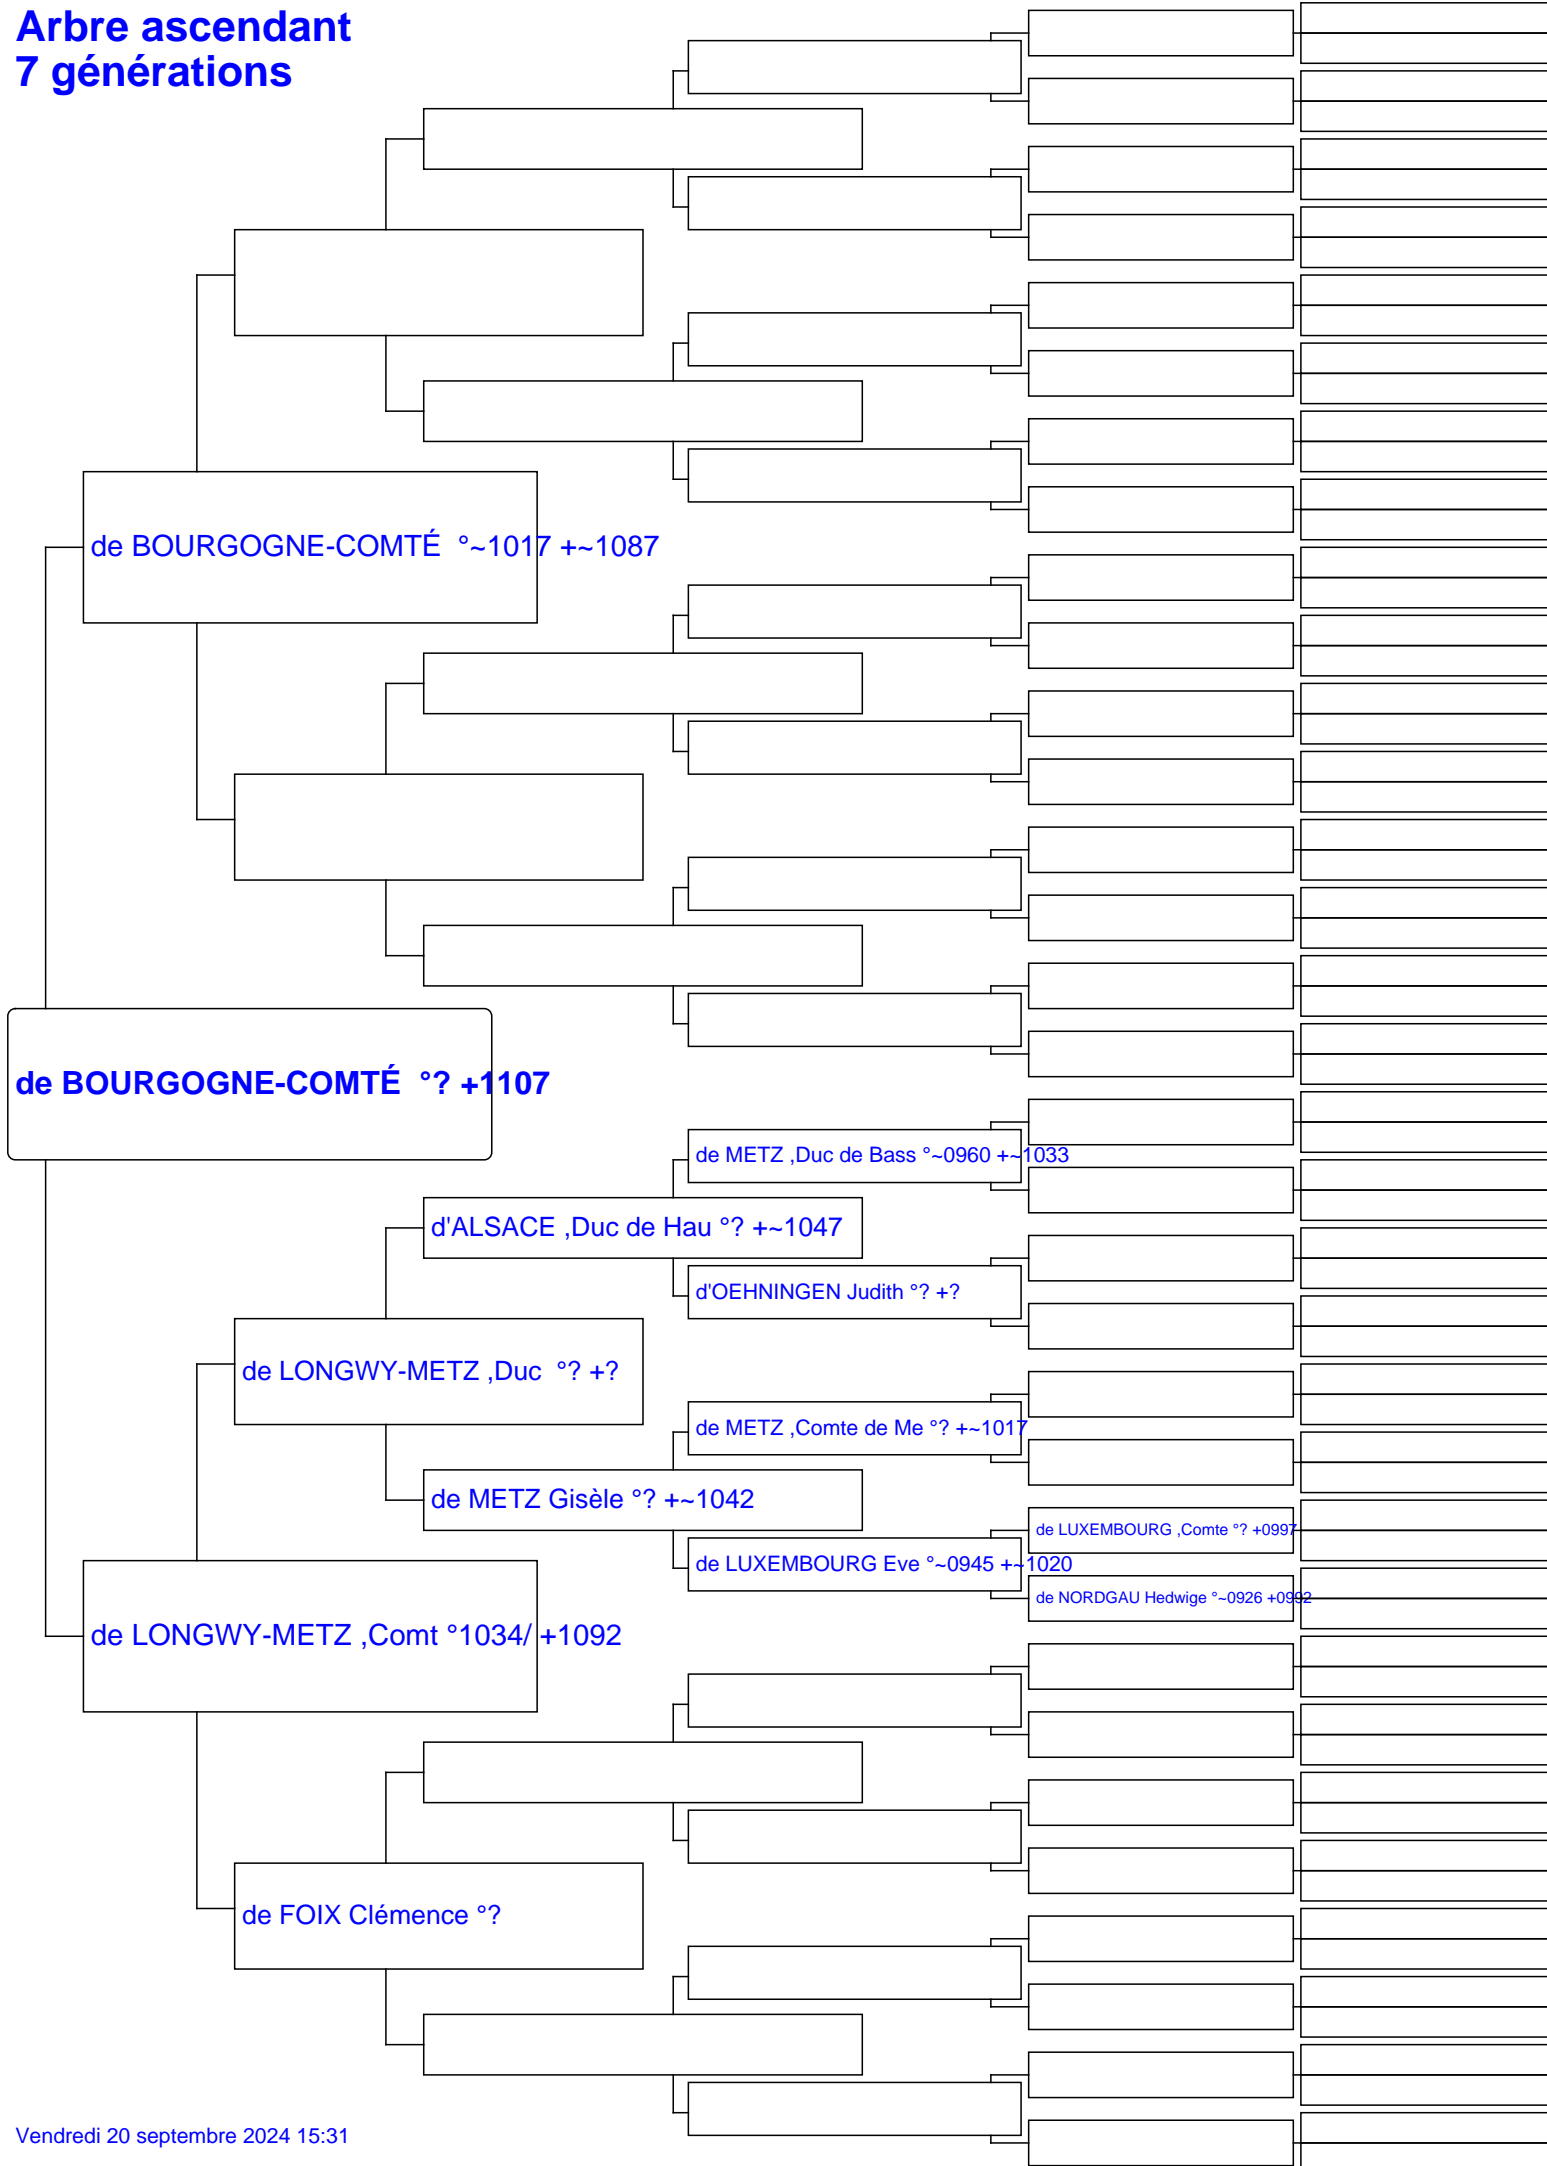 Arbre ascendant
7 générations
de BOURGOGNE-COMTÉ °~1017 +~1087
de BOURGOGNE-COMTÉ °? +1107
de METZ ,Duc de Bass °~0960 +~1033
d'ALSACE ,Duc de Hau °? +~1047
d'OEHNINGEN Judith °? +?
de LONGWY-METZ ,Duc °? +?
de METZ ,Comte de Me °? +~1017
de METZ Gisèle °? +~1042
de LUXEMBOURG ,Comte °? +0997
de LUXEMBOURG Eve °~0945 +~1020
de NORDGAU Hedwige °~0926 +0992
de LONGWY-METZ ,Comt °1034/ +1092
de FOIX Clémence °?
Vendredi 20 septembre 2024 15:31